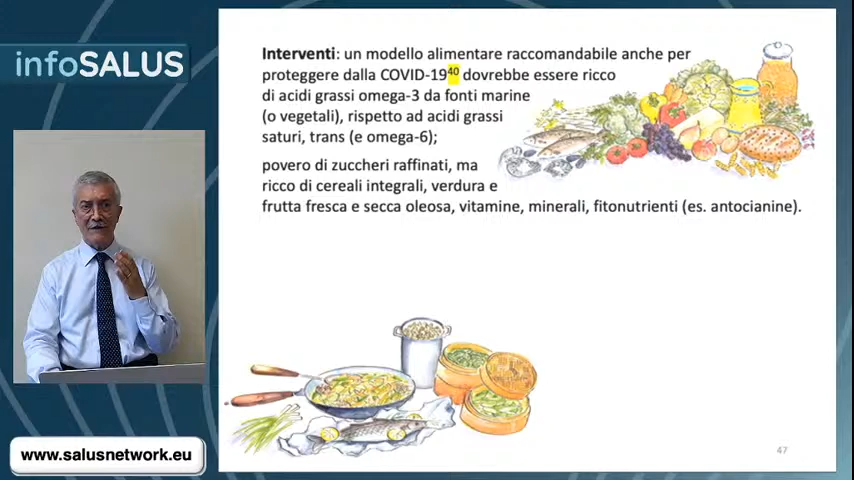 infoSALUS
Interventi: un modello alimentare raccomandabile anche per
proteggere dalla COVID-19⁴⁰ dovrebbe essere ricco
di acidi grassi omega-3 da fonti marine
(o vegetali), rispetto ad acidi grassi
saturi, trans (e omega-6);
povero di zuccheri raffinati, ma
ricco di cereali integrali, verdura e
frutta fresca e secca oleosa, vitamine, minerali, fitonutrienti (es. antocianine).
www.salusnetwork.eu
47